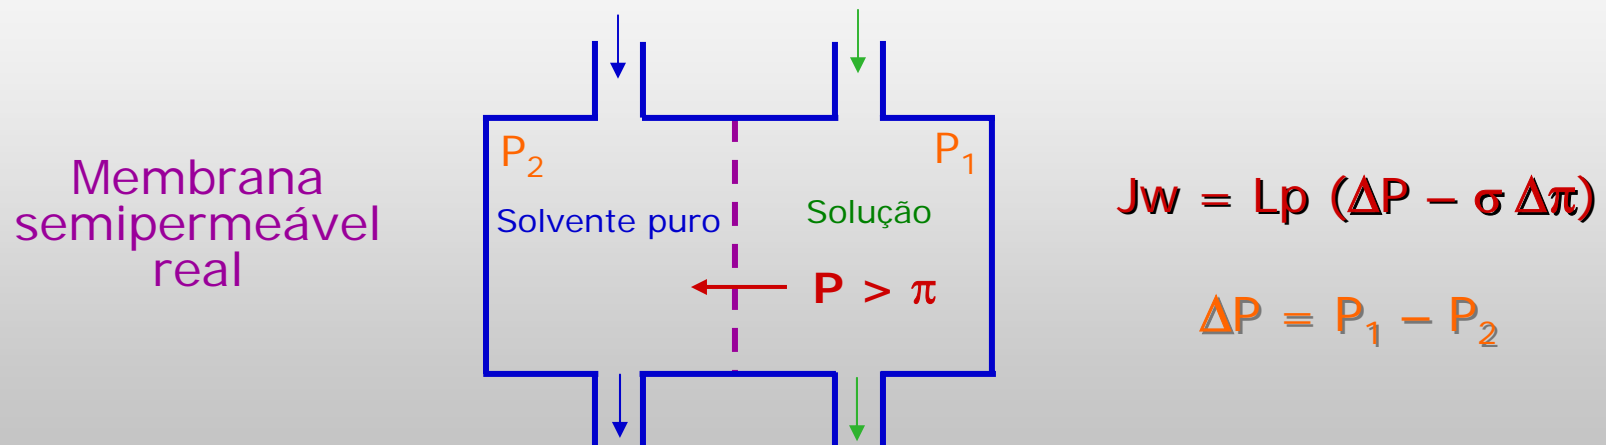 Membrana
semipermeável
real
P₂
P₁
Solvente puro
Solução
P > π
Jw = Lp (ΔP – σ Δπ)
ΔP = P₁ – P₂